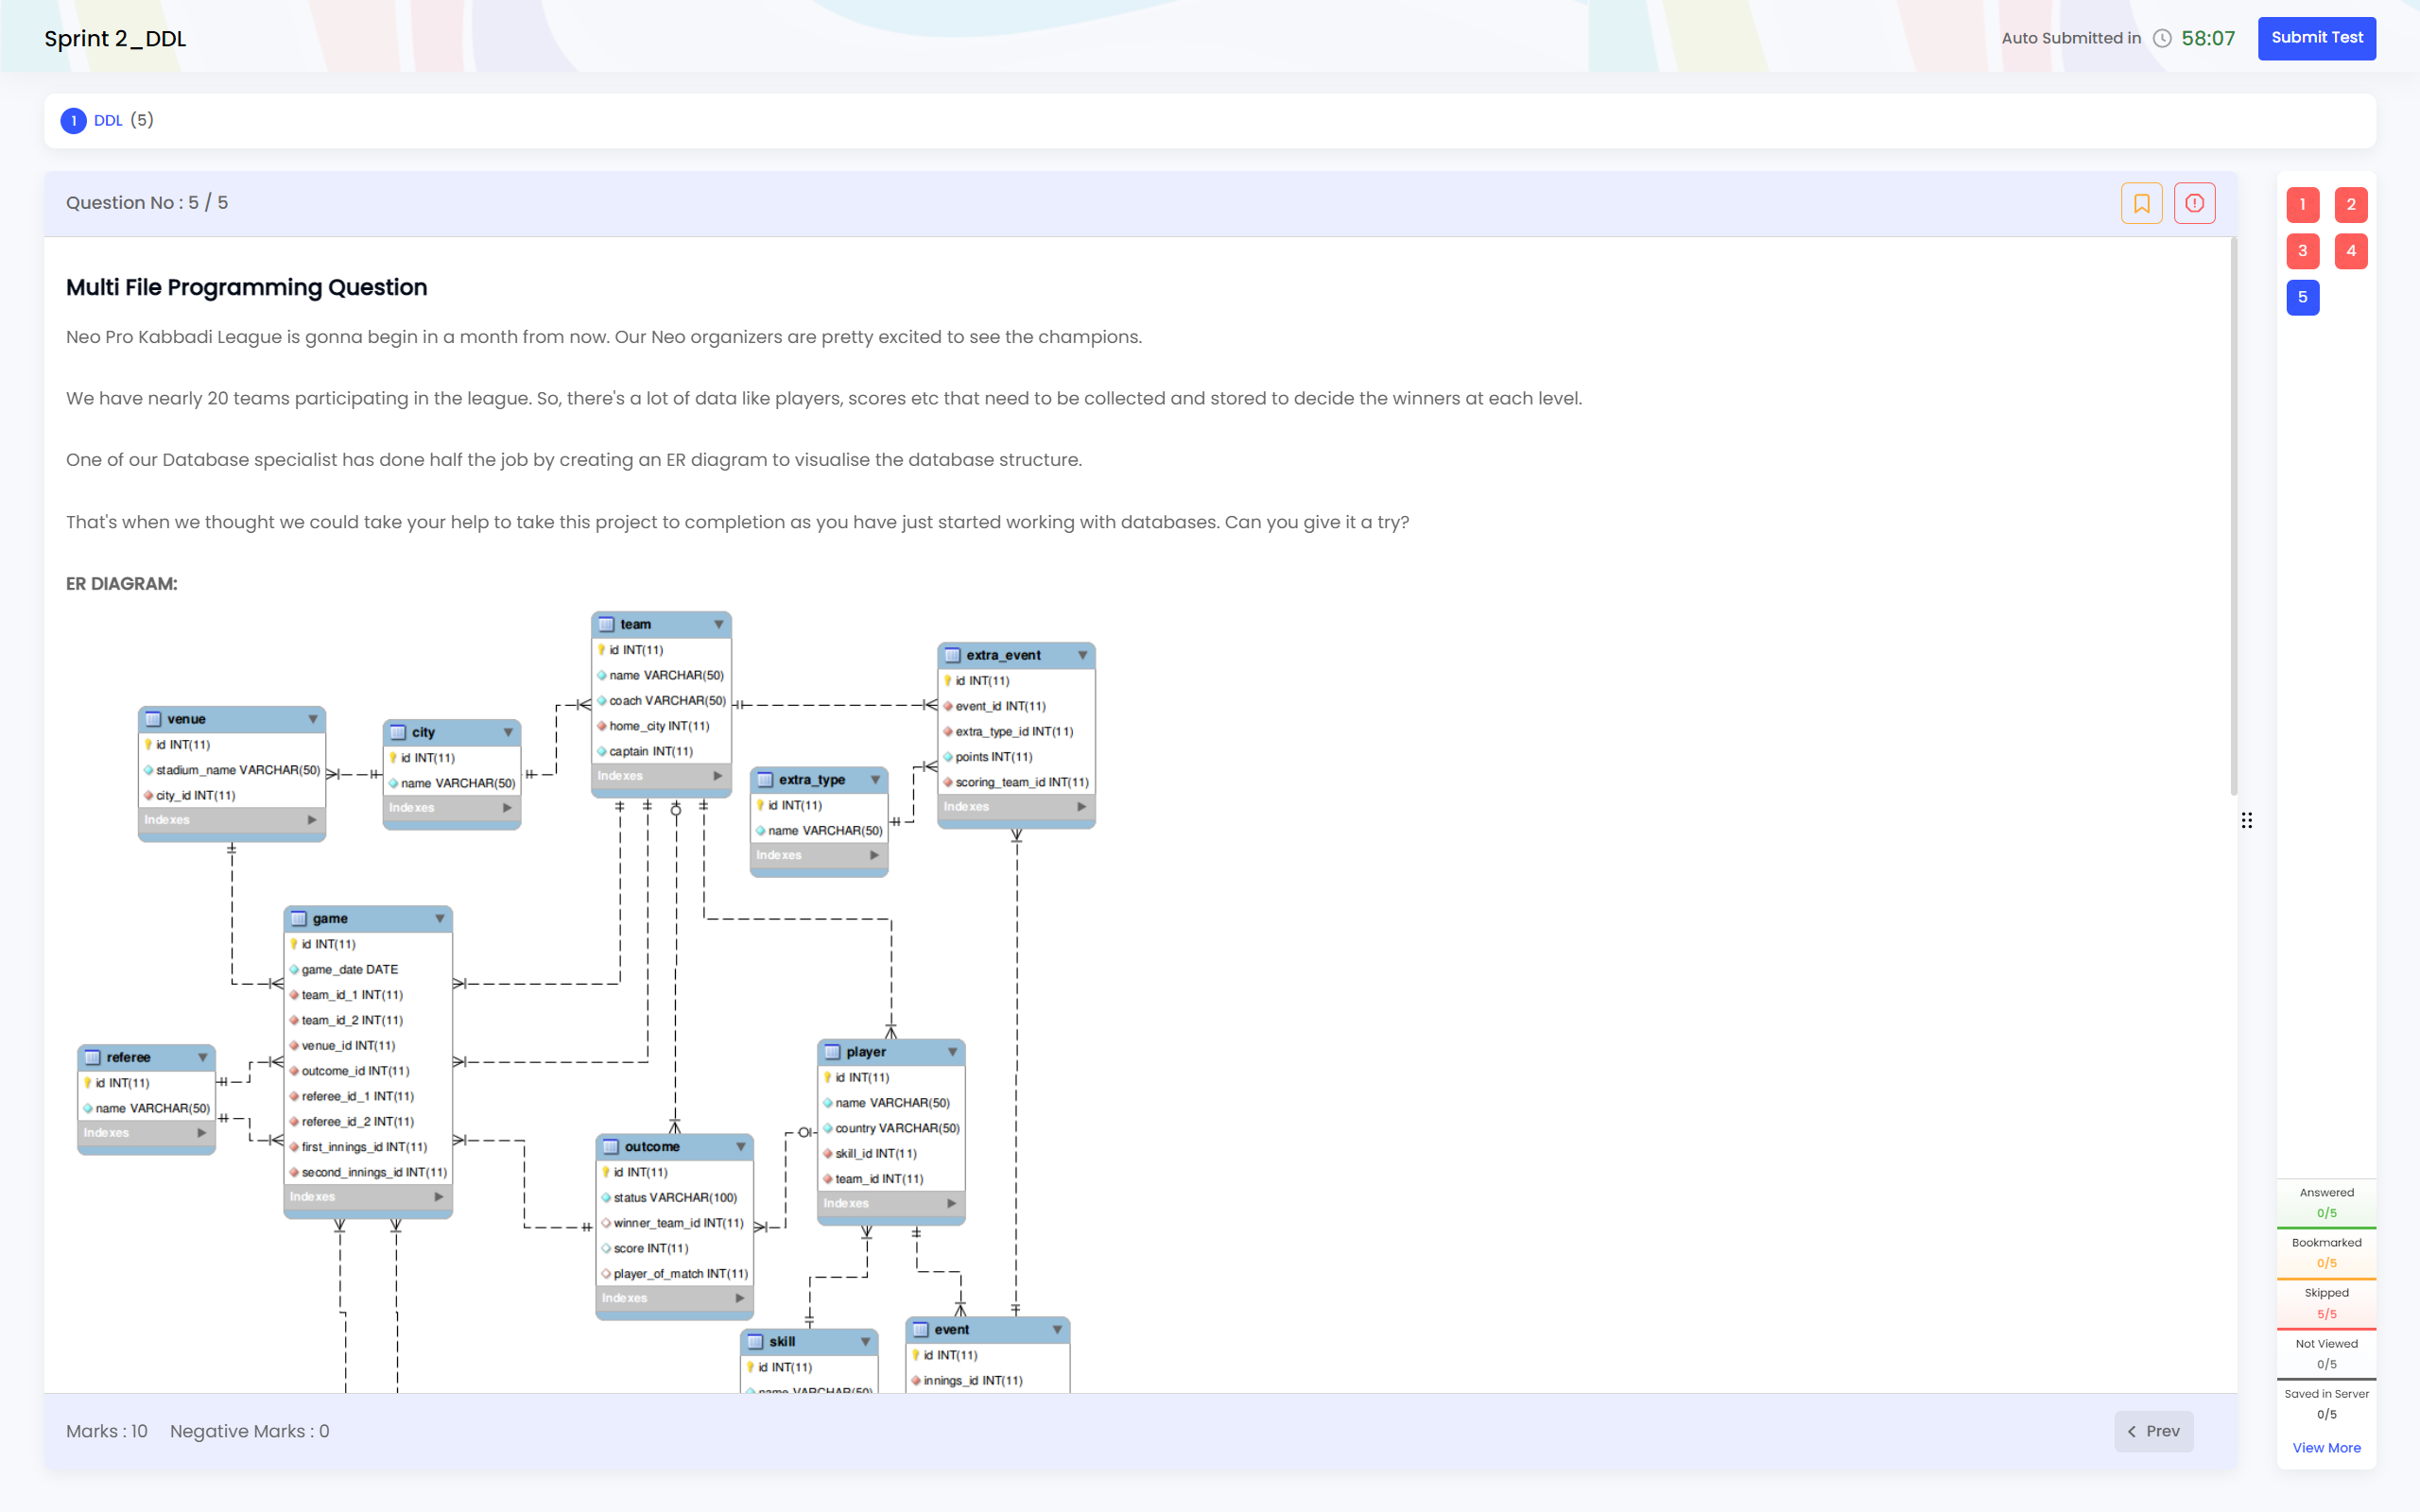 Sprint 2_DDL
Auto Submitted in 58:07 Submit Test
1 DDL (5)
Question No : 5 / 5
1 2
3 4
5
Multi File Programming Question
Neo Pro Kabbadi League is gonna begin in a month from now. Our Neo organizers are pretty excited to see the champions.
We have nearly 20 teams participating in the league. So, there's a lot of data like players, scores etc that need to be collected and stored to decide the winners at each level.
One of our Database specialist has done half the job by creating an ER diagram to visualise the database structure.
That's when we thought we could take your help to take this project to completion as you have just started working with databases. Can you give it a try?
ER DIAGRAM:
team
id INT(11)
name VARCHAR(50)
coach VARCHAR(50)
home_city INT(11)
captain INT(11)
Indexes
extra_event
id INT(11)
event_id INT(11)
extra_type_id INT(11)
points INT(11)
scoring_team_id INT(11)
Indexes
venue
id INT(11)
stadium_name VARCHAR(50)
city_id INT(11)
Indexes
city
id INT(11)
name VARCHAR(50)
Indexes
extra_type
id INT(11)
name VARCHAR(50)
Indexes
game
id INT(11)
game_date DATE
team_id_1 INT(11)
team_id_2 INT(11)
venue_id INT(11)
outcome_id INT(11)
referee_id_1 INT(11)
referee_id_2 INT(11)
first_innings_id INT(11)
second_innings_id INT(11)
Indexes
referee
id INT(11)
name VARCHAR(50)
Indexes
player
id INT(11)
name VARCHAR(50)
country VARCHAR(50)
skill_id INT(11)
team_id INT(11)
Indexes
outcome
id INT(11)
status VARCHAR(100)
winner_team_id INT(11)
score INT(11)
player_of_match INT(11)
Indexes
skill
id INT(11)
name VARCHAR(50)
event
id INT(11)
innings_id INT(11)
Answered
0/5
Bookmarked
0/5
Skipped
5/5
Not Viewed
0/5
Saved in Server
0/5
View More
Marks : 10 Negative Marks : 0
Prev